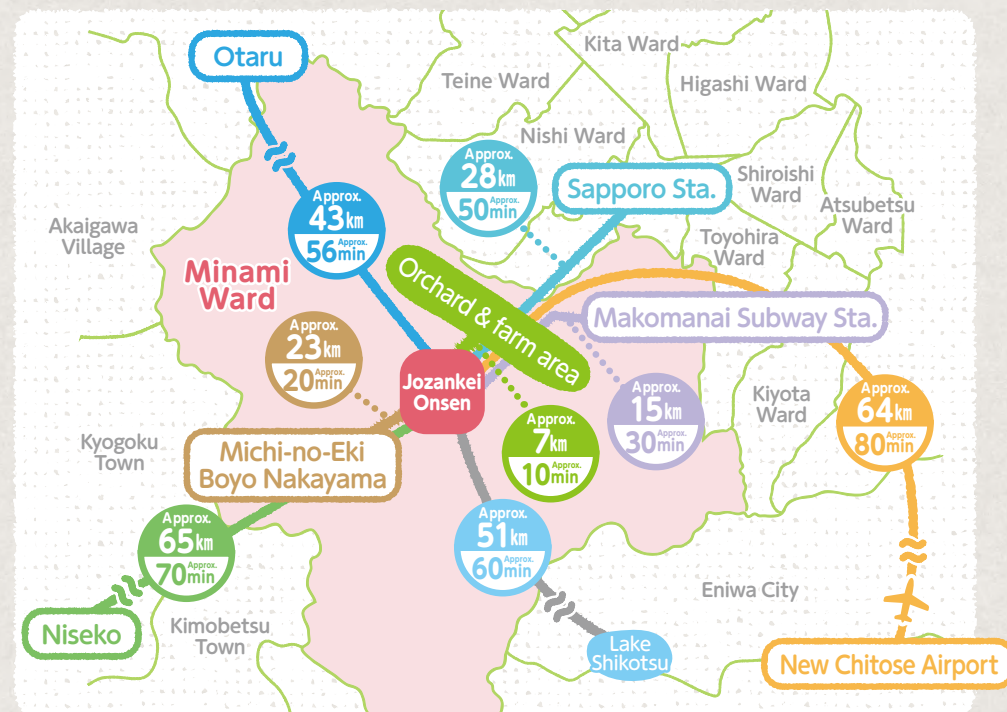 Otaru
Kita Ward
Teine Ward
Higashi Ward
Nishi Ward
Approx.
28km
50min Approx.
Sapporo Sta.
Shiroishi
Ward
Atsubetsu
Ward
Approx.
43km
56min Approx.
Akaigawa
Village
Toyohira
Ward
Minami
Ward
Orchard & farm area
Makomanai Subway Sta.
Approx.
23km
20min Approx.
Jozankei
Onsen
Approx.
15km
30min Approx.
Kiyota
Ward
Approx.
64km
80min Approx.
Approx.
7km
10min Approx.
Kyogoku
Town
Michi-no-Eki
Boyo Nakayama
Approx.
65km
70min Approx.
Approx.
51km
60min Approx.
Eniwa City
Niseko
Kimobetsu
Town
Lake
Shikotsu
New Chitose Airport